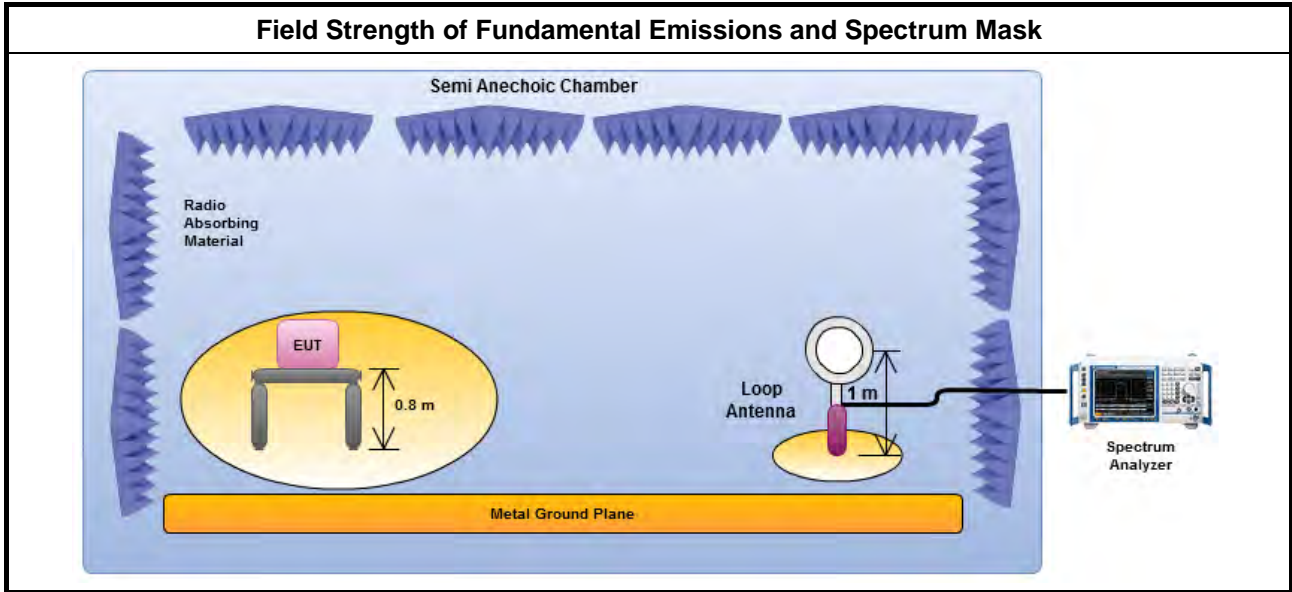 Field Strength of Fundamental Emissions and Spectrum Mask
Semi Anechoic Chamber
Radio
Absorbing
Material
EUT
0.8 m
Loop
Antenna
1 m
Spectrum
Analyzer
Metal Ground Plane